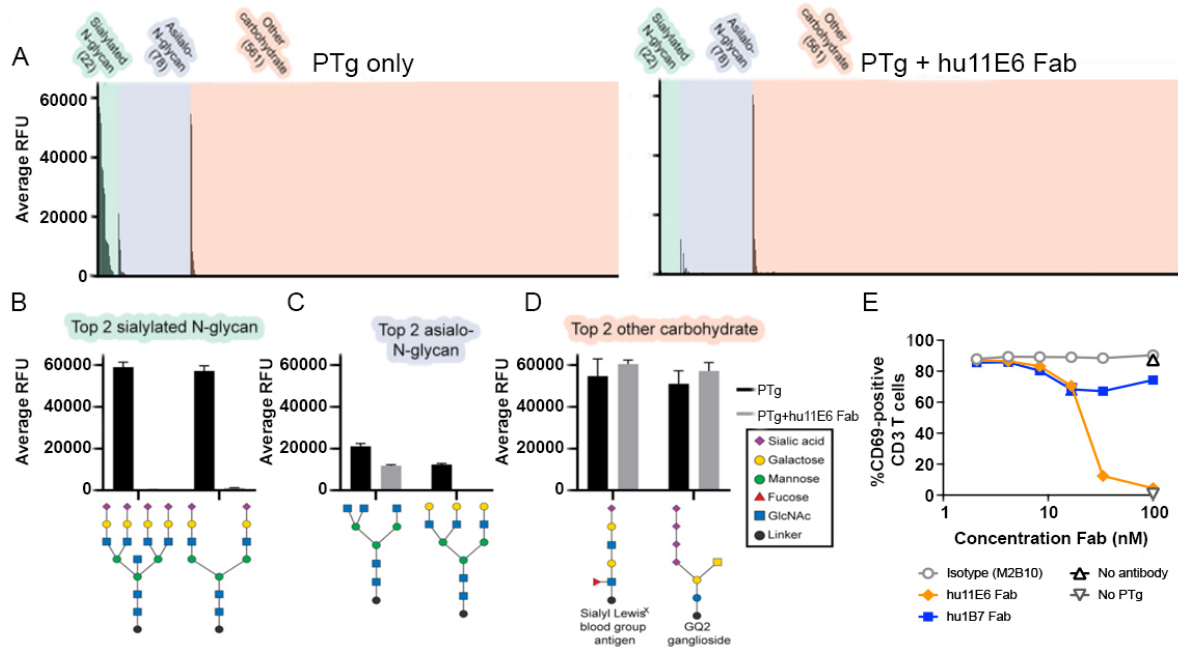 A
Sialylated
N-glycan
(22)
Asilalo-
N-glycan
(78)
Other
carbohydrate
(561)
PTg only
Sialylated
N-glycan
(22)
Asilalo-
N-glycan
(78)
Other
carbohydrate
(561)
PTg + hu11E6 Fab
Average RFU
60000
40000
20000
0
B
Top 2 sialylated N-glycan
Average RFU
60000
40000
20000
0
C
Top 2 asialo-
N-glycan
Average RFU
60000
40000
20000
0
D
Top 2 other carbohydrate
Average RFU
60000
40000
20000
0
PTg
PTg+hu11E6 Fab
Sialic acid
Galactose
Mannose
Fucose
GlcNAc
Linker
Sialyl Lewisˣ
blood group
antigen
GQ2
ganglioside
E
%CD69-positive
CD3 T cells
100
80
60
40
20
0
1
10
100
Concentration Fab (nM)
Isotype (M2B10)
hu11E6 Fab
hu1B7 Fab
No antibody
No PTg